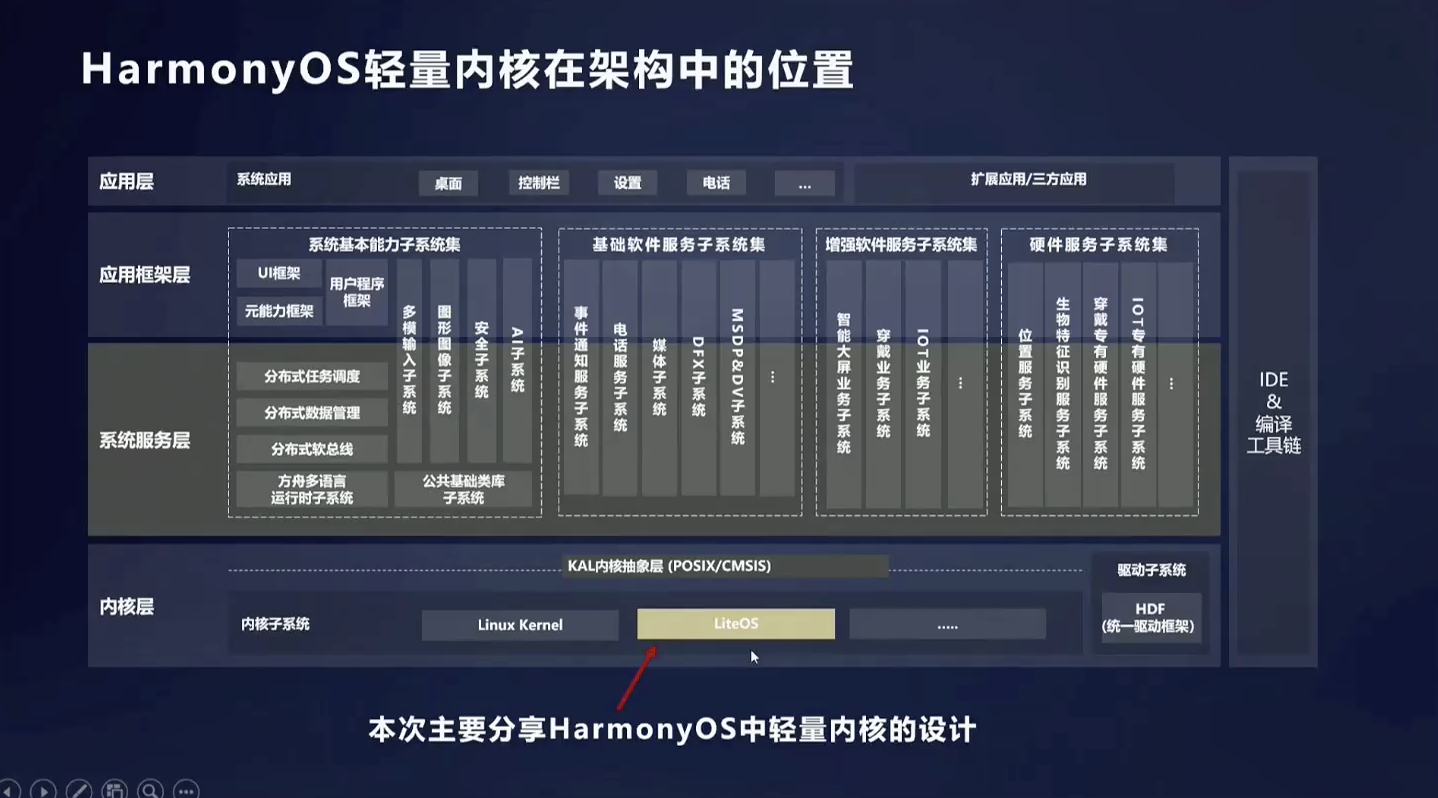 HarmonyOS轻量内核在架构中的位置
应用层
系统应用
桌面
控制栏
设置
电话
...
扩展应用/三方应用
应用框架层
系统基本能力子系统集
UI框架
元能力框架
用户程序
框架
多模输入子系统
图形图像子系统
安全子系统
AI子系统
基础软件服务子系统集
事件通知服务子系统
电话服务子系统
媒体子系统
DFX子系统
MSDP&DV子系统
...
增强软件服务子系统集
智能大屏业务子系统
穿戴业务子系统
IOT业务子系统
...
硬件服务子系统集
位置服务子系统
生物特征识别服务子系统
穿戴专有硬件服务子系统
IOT专有硬件服务子系统
...
系统服务层
分布式任务调度
分布式数据管理
分布式软总线
方舟多语言
运行时子系统
公共基础类库
子系统
IDE
&
编译
工具链
内核层
KAL内核抽象层 (POSIX/CMSIS)
内核子系统
Linux Kernel
LiteOS
.....
驱动子系统
HDF
(统一驱动框架)
本次主要分享HarmonyOS中轻量内核的设计